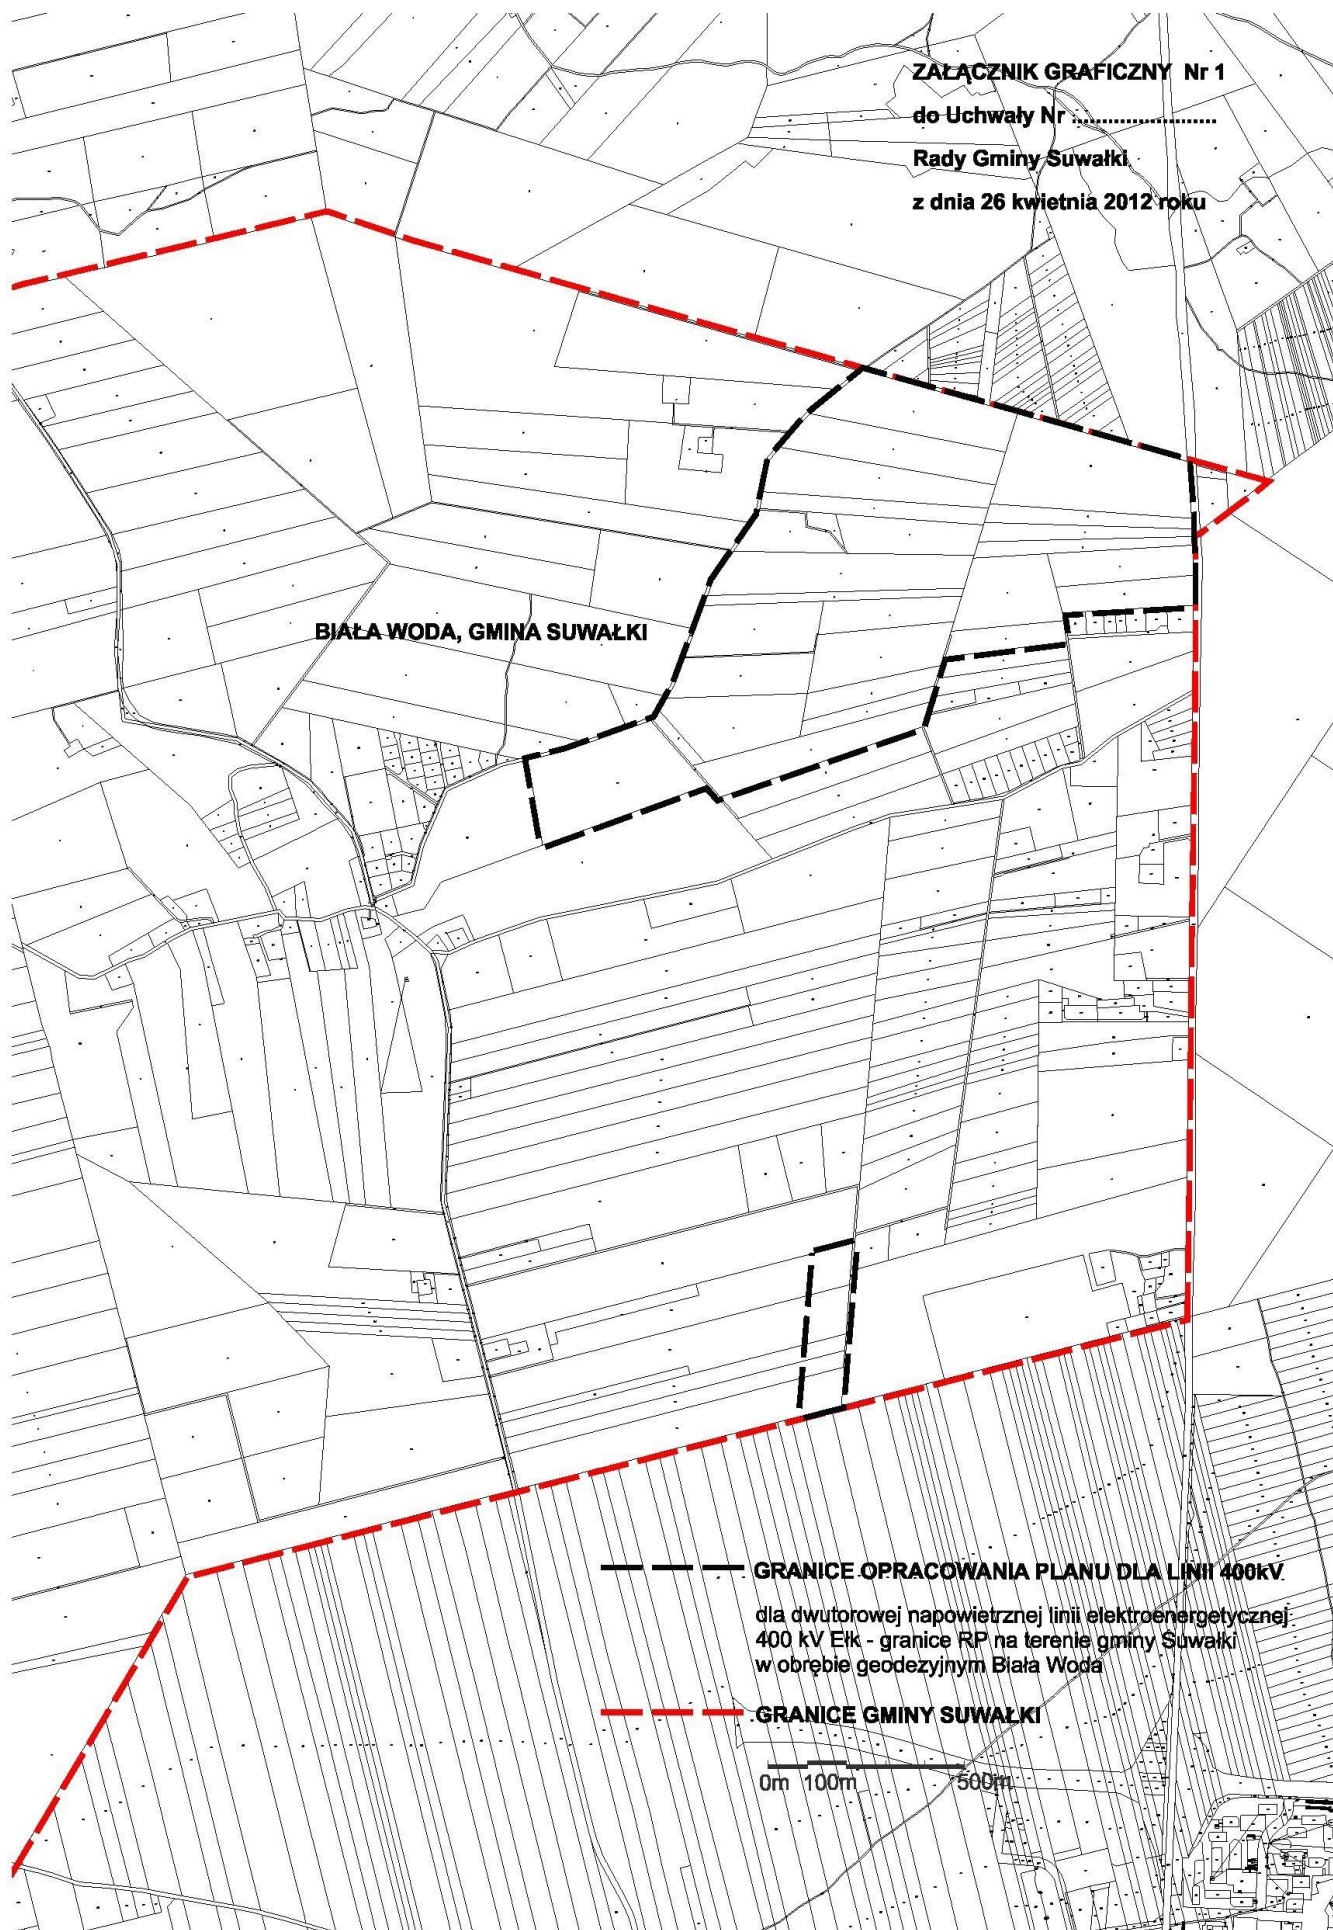 ZAŁĄCZNIK GRAFICZNY Nr 1
do Uchwały Nr ........................
Rady Gminy Suwałki
z dnia 26 kwietnia 2012 roku
BIAŁA WODA, GMINA SUWAŁKI
GRANICE OPRACOWANIA PLANU DLA LINII 400kV
dla dwutorowej napowietrznej linii elektroenergetycznej
400 kV Ełk - granice RP na terenie gminy Suwałki
w obrębie geodezyjnym Biała Woda
GRANICE GMINY SUWAŁKI
0m 100m 500m